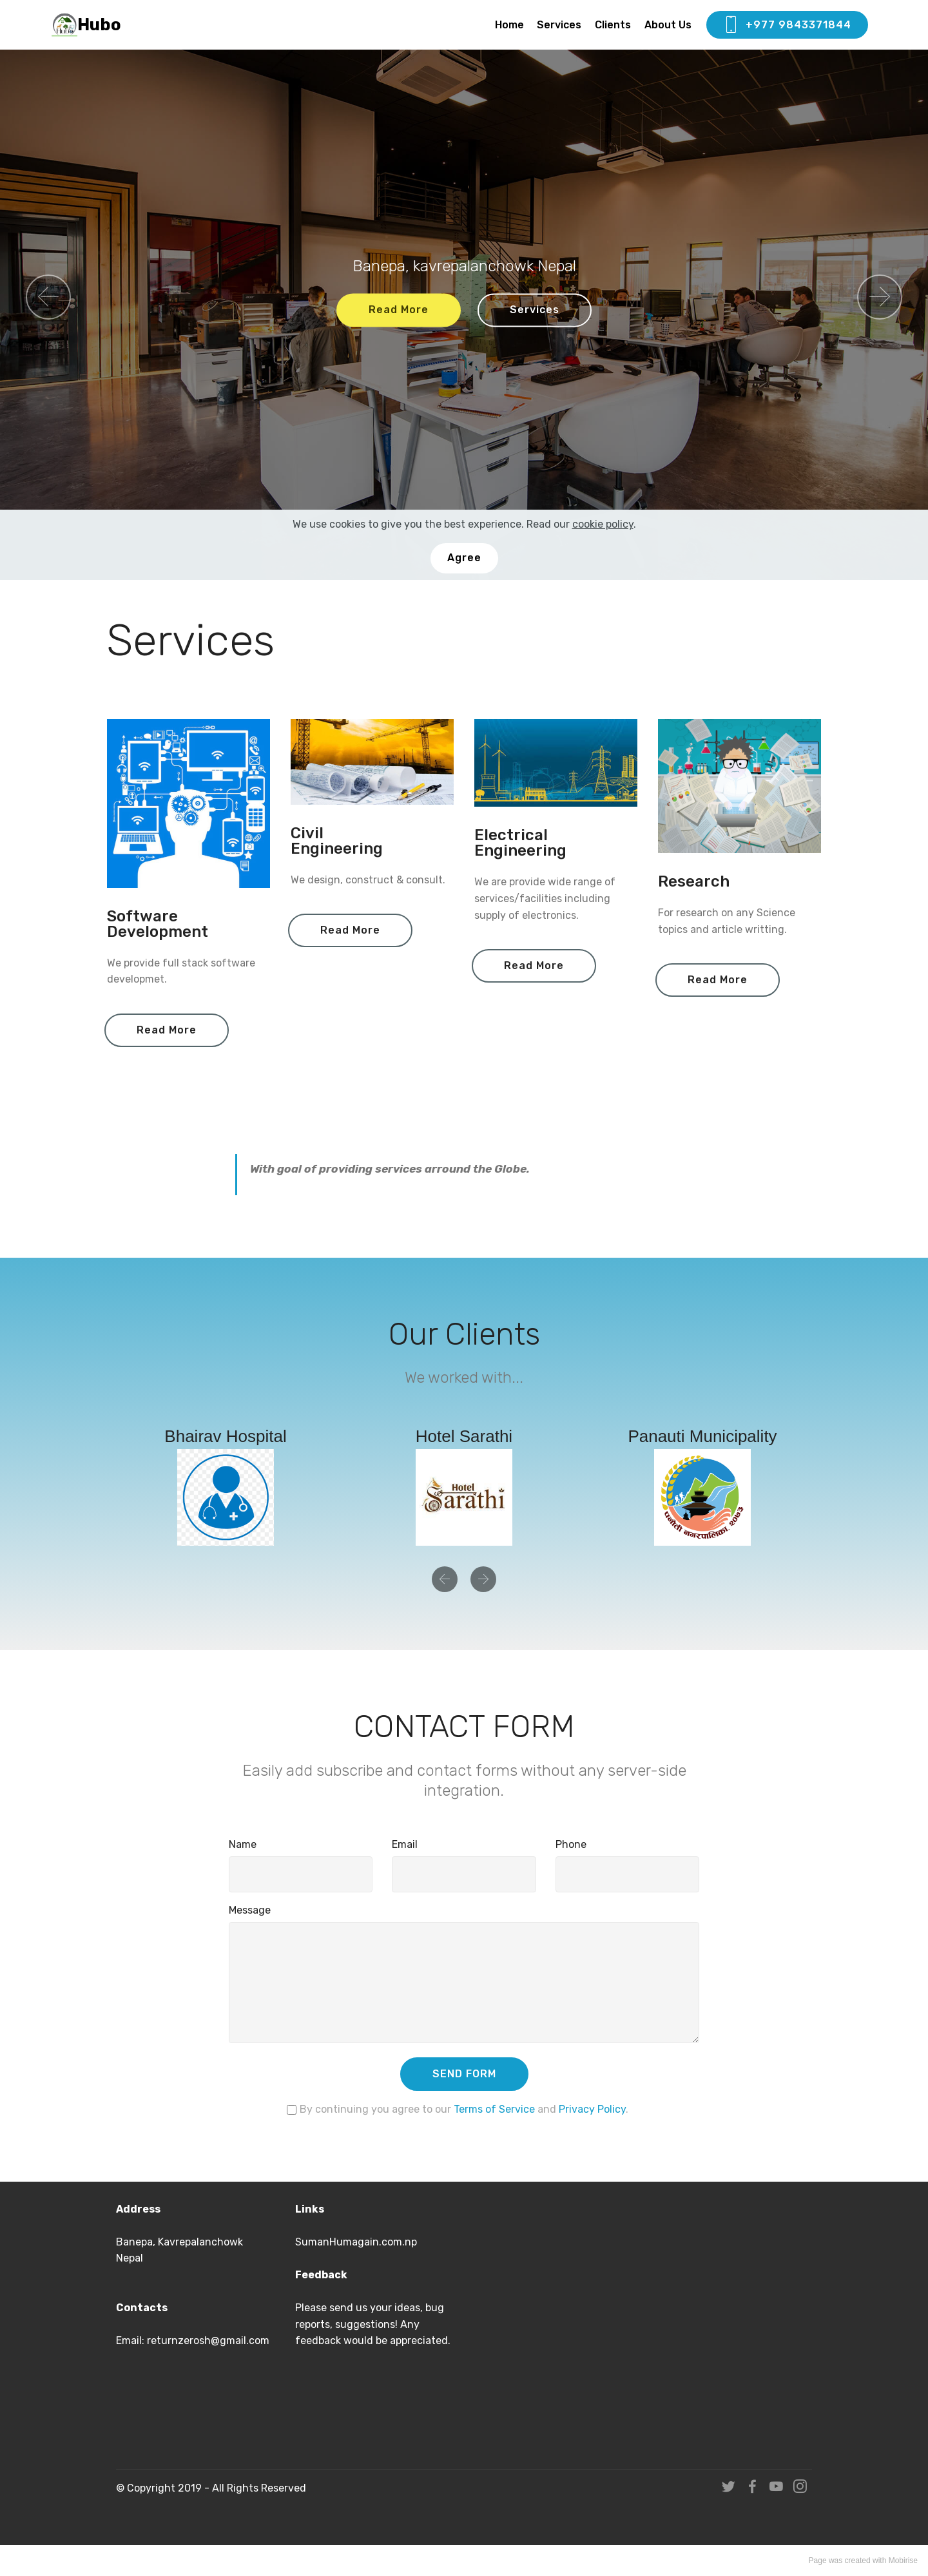 Hubo
Home
Services
Clients
About Us
+977 9843371844
Banepa, kavrepalanchowk Nepal
Read More
Services
We use cookies to give you the best experience. Read our cookie policy.
Agree
Services
Software
Development
We provide full stack software
developmet.
Read More
Civil
Engineering
We design, construct & consult.
Read More
Electrical
Engineering
We are provide wide range of
services/facilities including
supply of electronics.
Read More
Research
For research on any Science
topics and article writting.
Read More
With goal of providing services arround the Globe.
Our Clients
We worked with...
Bhairav Hospital
Hotel Sarathi
Hotel
Sarathi
Panauti Municipality
पनौती नगरपालिका, २०५३
CONTACT FORM
Easily add subscribe and contact forms without any server-side
integration.
Name
Email
Phone
Message
SEND FORM
By continuing you agree to our Terms of Service and Privacy Policy.
Address
Banepa, Kavrepalanchowk
Nepal
Contacts
Email: returnzerosh@gmail.com
Links
SumanHumagain.com.np
Feedback
Please send us your ideas, bug
reports, suggestions! Any
feedback would be appreciated.
© Copyright 2019 - All Rights Reserved
Page was created with Mobirise